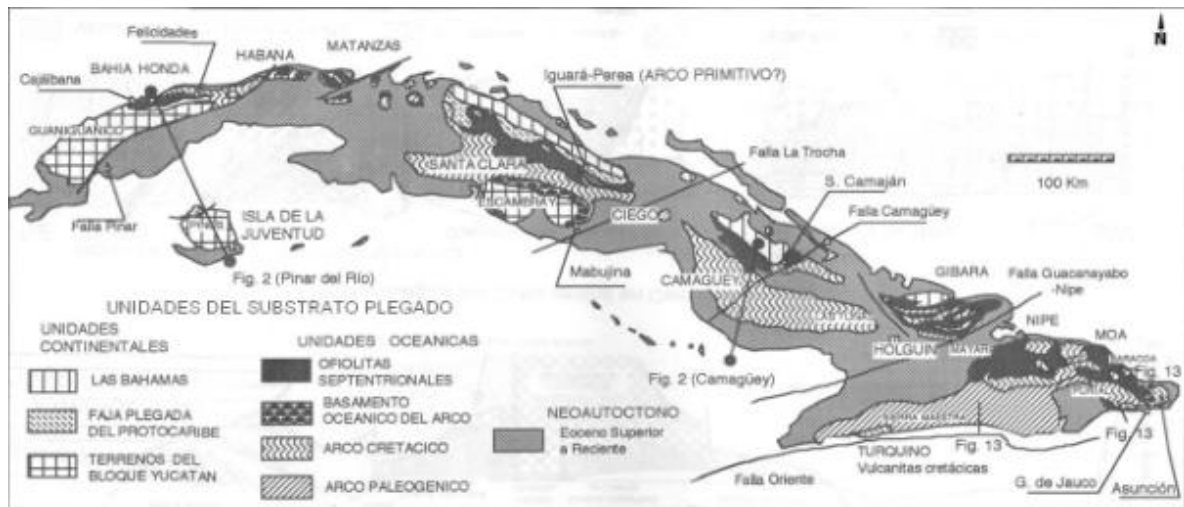 Felicidades
HABANA
MATANZAS
N
Cajálbana
BAHIA HONDA
Iguará-Perea (ARCO PRIMITIVO?)
GUANIGUANICO
Falla La Trocha
SANTA CLARA
S. Camaján
100 Km
Falla Camagüey
ESCAMBRAY
CIEGO
Falla Pinar
ISLA DE LA
JUVENTUD
Fig. 2 (Pinar del Río)
Mabujina
CAMAGUEY
GIBARA
Falla Guacanayabo
-Nipe
NIPE
MOA
HOLGUIN
MAYARI
Fig. 13
Fig. 2 (Camagüey)
SIERRA MAESTRA
Fig. 13
Fig. 13
TURQUINO
Vulcanitas cretácicas
Falla Oriente
G. de Jauco
Asunción
UNIDADES DEL SUBSTRATO PLEGADO
UNIDADES
CONTINENTALES
LAS BAHAMAS
FAJA PLEGADA
DEL PROTOCARIBE
TERRENOS DEL
BLOQUE YUCATAN
UNIDADES OCEANICAS
OFIOLITAS
SEPTENTRIONALES
BASAMENTO
OCEANICO DEL ARCO
ARCO CRETACICO
ARCO PALEOGENICO
NEOAUTOCTONO
Eoceno Superior
a Reciente